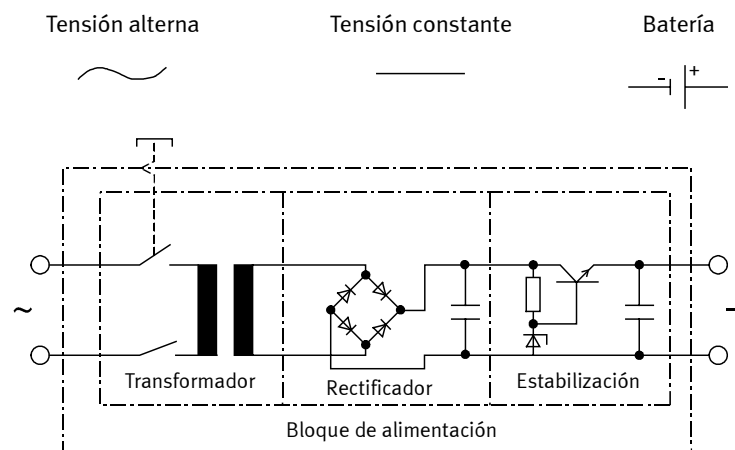 Tensión alterna
Tensión constante
Batería
- +
~
Transformador
Rectificador
Estabilización
Bloque de alimentación